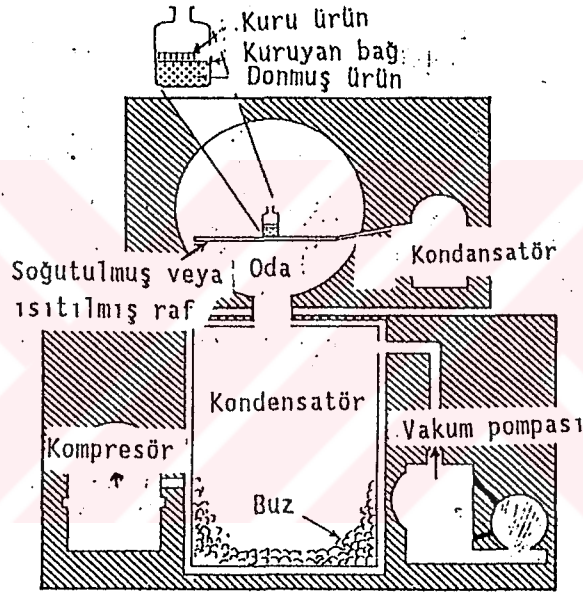 Kuru ürün
Kuruyan bağ
Donmuş ürün
Soğutulmuş veya
ısıtılmış raf
Oda
Kondansatör
Kondensatör
Kompresör
Vakum pompası
Buz